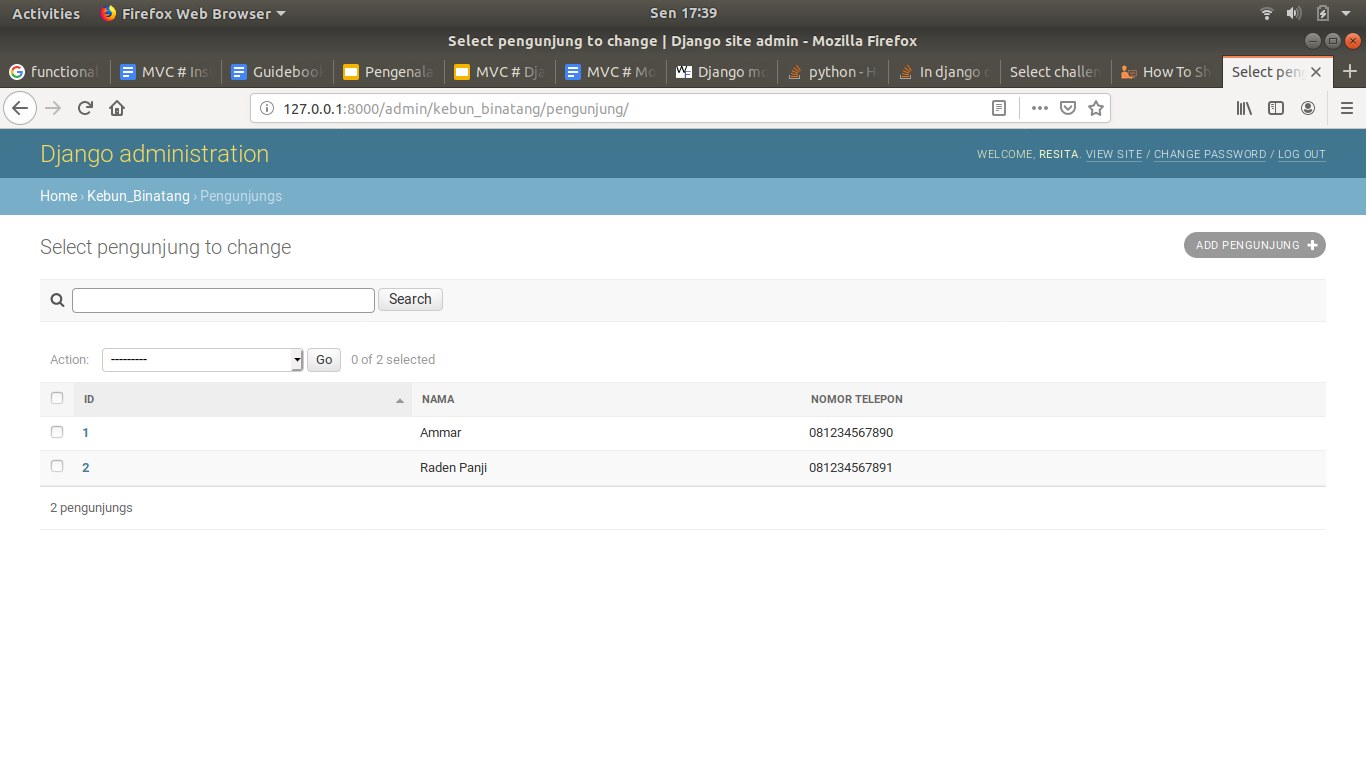 Activities Firefox Web Browser Sen 17:39
Select pengunjung to change | Django site admin - Mozilla Firefox
functional MVC # Ins Guidebook Pengenala MVC # Dja MVC # Mo Django mo python - H In django c Select challen How To Sh Select peng
127.0.0.1:8000/admin/kebun_binatang/pengunjung/
Django administration
WELCOME, RESITA. VIEW SITE / CHANGE PASSWORD / LOG OUT
Home › Kebun_Binatang › Pengunjungs
Select pengunjung to change
ADD PENGUNJUNG +
Search
Action: --------- Go 0 of 2 selected
ID NAMA NOMOR TELEPON
1 Ammar 081234567890
2 Raden Panji 081234567891
2 pengunjungs